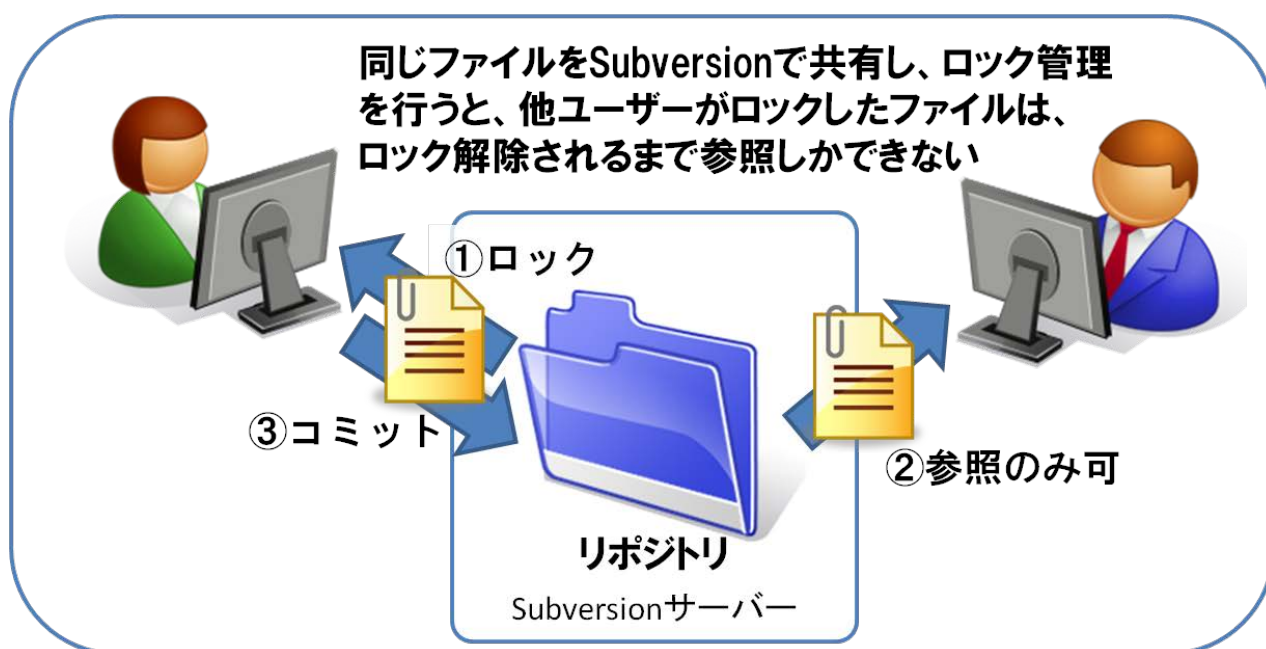 同じファイルをSubversionで共有し、ロック管理
を行うと、他ユーザーがロックしたファイルは、
ロック解除されるまで参照しかできない
①ロック
③コミット
②参照のみ可
リポジトリ
Subversionサーバー